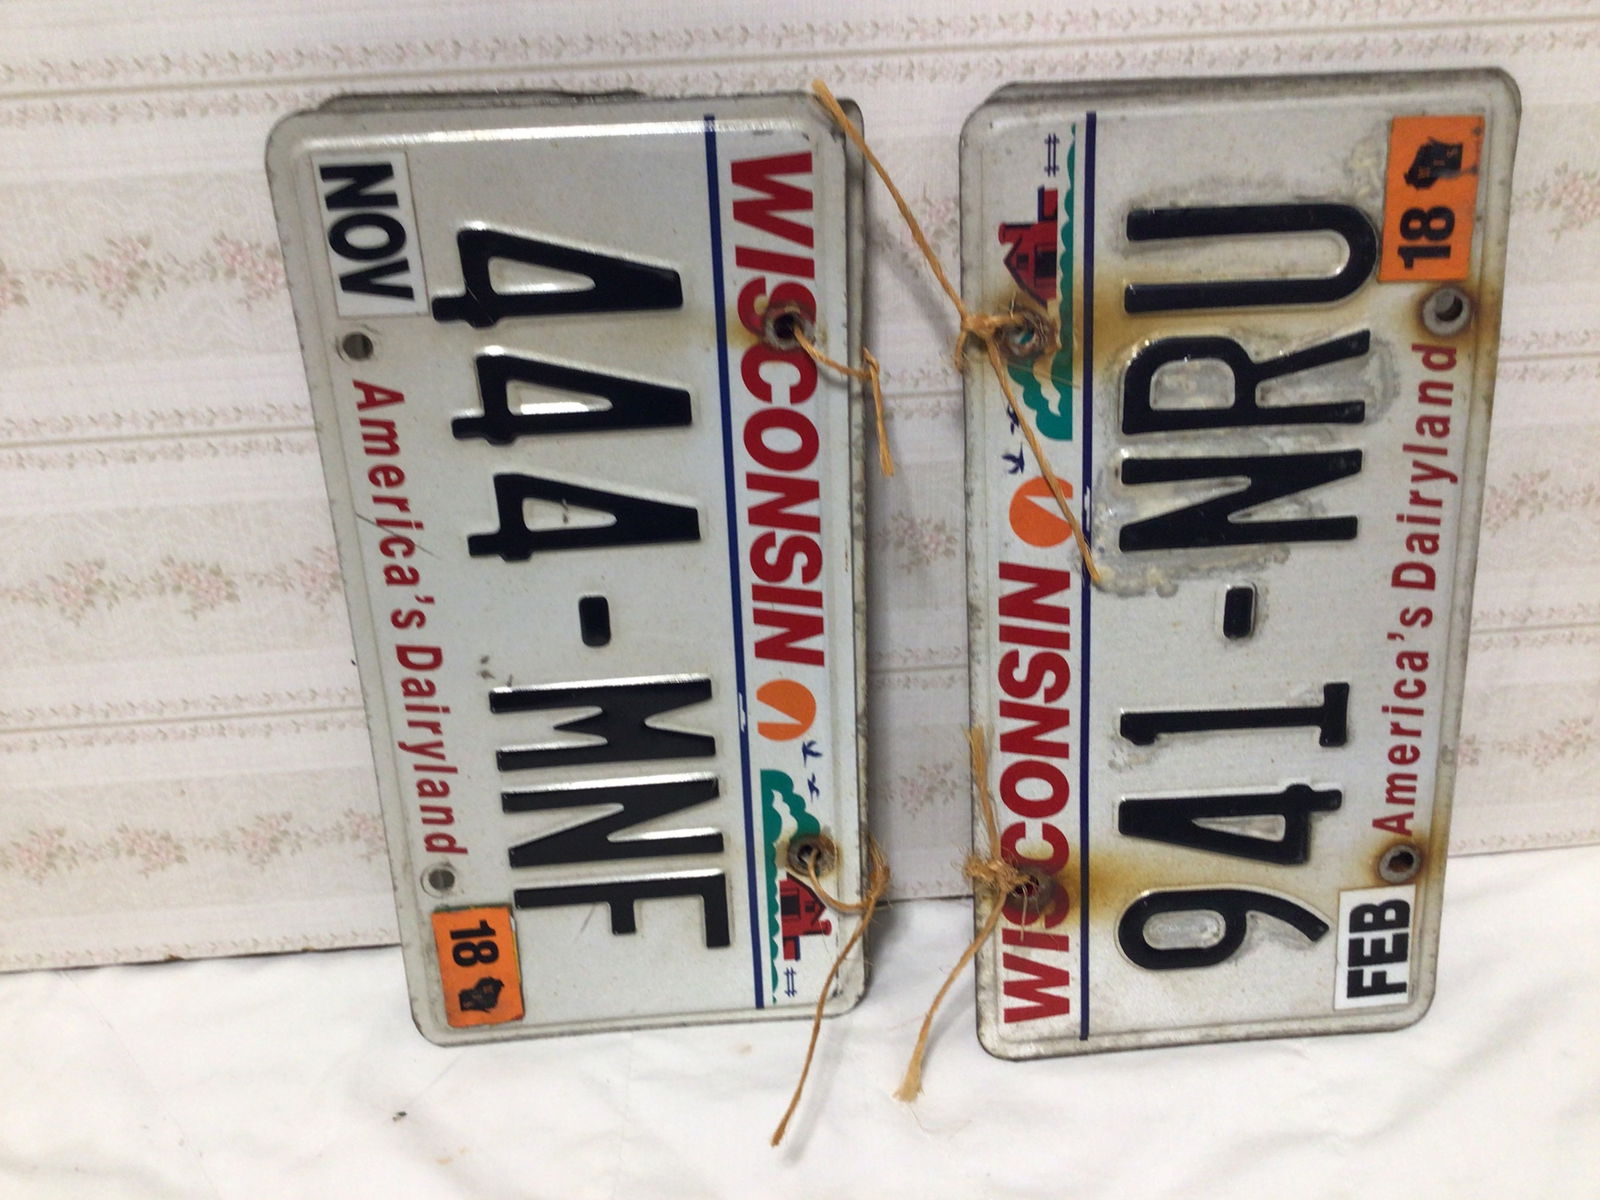 WISCONSIN
444-MNF
NOV America's Dairyland 18
WISCONSIN
941-NRU
FEB America's Dairyland 18